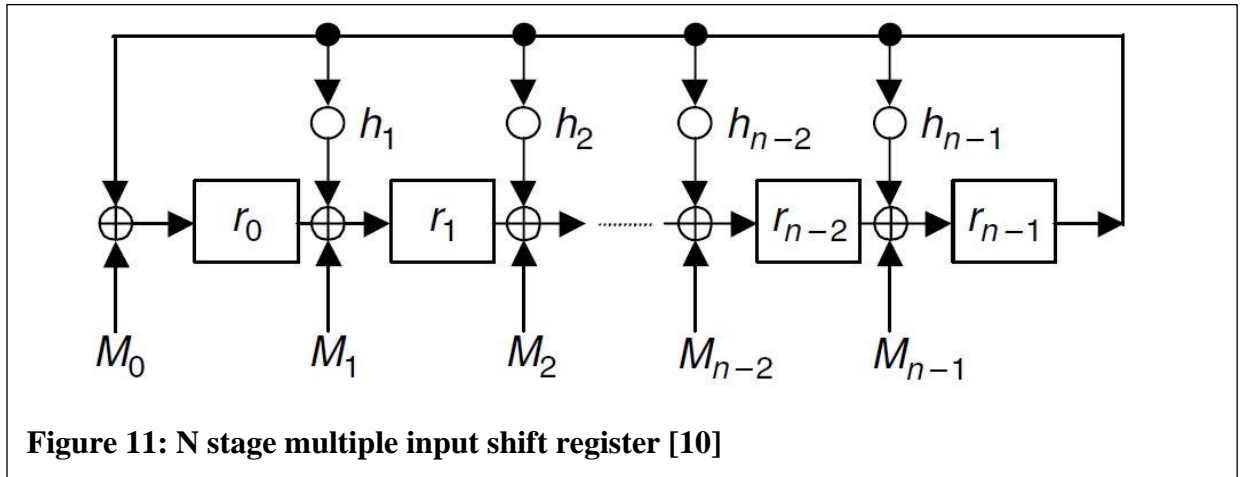 h₁ h₂ hₙ₋₂ hₙ₋₁
r₀ r₁ ........... rₙ₋₂ rₙ₋₁
M₀ M₁ M₂ Mₙ₋₂ Mₙ₋₁
Figure 11: N stage multiple input shift register [10]